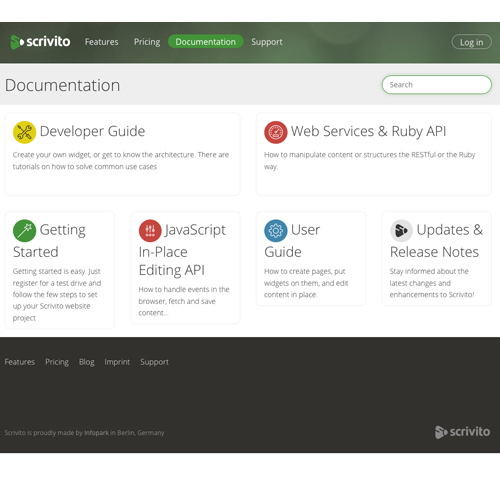 scrivito Features Pricing Documentation Support Log in
Documentation Search
Developer Guide
Create your own widget, or get to know the architecture. There are
tutorials on how to solve common use cases
Web Services & Ruby API
How to manipulate content or structures the RESTful or the Ruby
way.
Getting
Started
Getting started is easy. Just
register for a test drive and
follow the few steps to set
up your Scrivito website
project
JavaScript
In-Place
Editing API
How to handle events in the
browser, fetch and save
content...
User
Guide
How to create pages, put
widgets on them, and edit
content in place.
Updates &
Release Notes
Stay informed about the
latest changes and
enhancements to Scrivito!
Features Pricing Blog Imprint Support
Scrivito is proudly made by Infopark in Berlin, Germany
scrivito